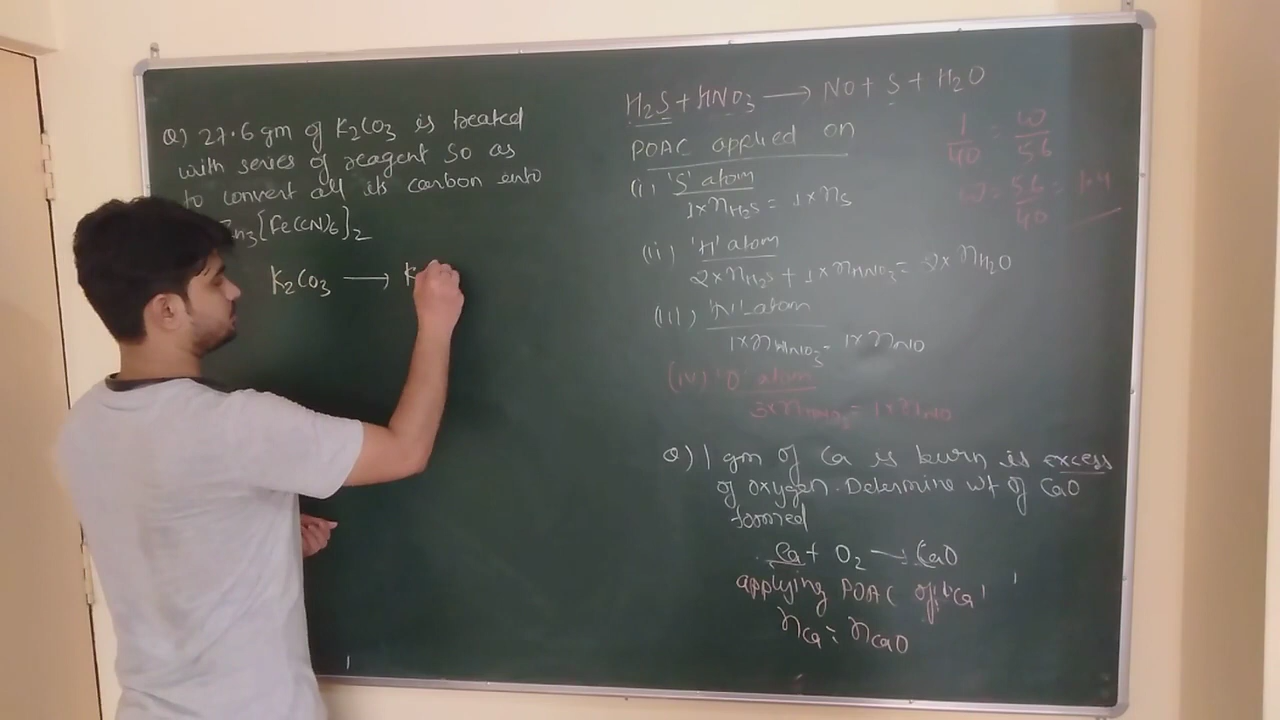 Q) 27.6 gm of K2CO3 is treated
with series of reagent so as
to convert all its carbon into
[Fe(CN)6]2
K2CO3 ⟶ K
H2S + HNO3 ⟶ NO + S + H2O
POAC applied on
(i) 'S' atom
1×nH2S = 1×nS
(ii) 'H' atom
2×nH2S + 1×nHNO3 = 2×nH2O
(iii) 'N' atom
1×nHNO3 = 1×nNO
(iv) 'O' atom
3×nHNO3 = 1×nNO
1/40 = w/56
w = 56/40 = 1.4
Q) 1 gm of Ca is burn is excess
of oxygen. Determine wt of CaO
formed
Ca + O2 ⟶ CaO
applying POAC of 'Ca'
nCa = nCaO